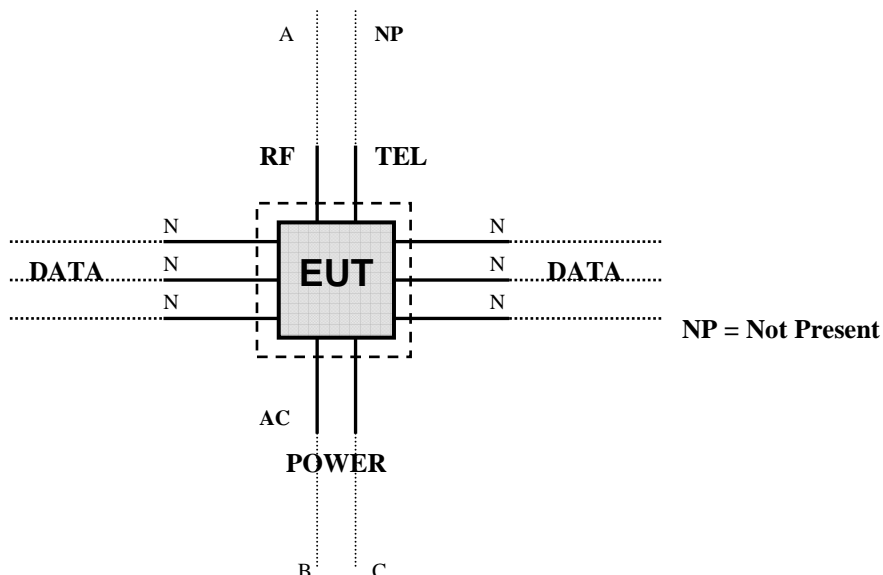 A NP
RF TEL
N N
N EUT N
DATA DATA
N N
NP = Not Present
AC
POWER
B C